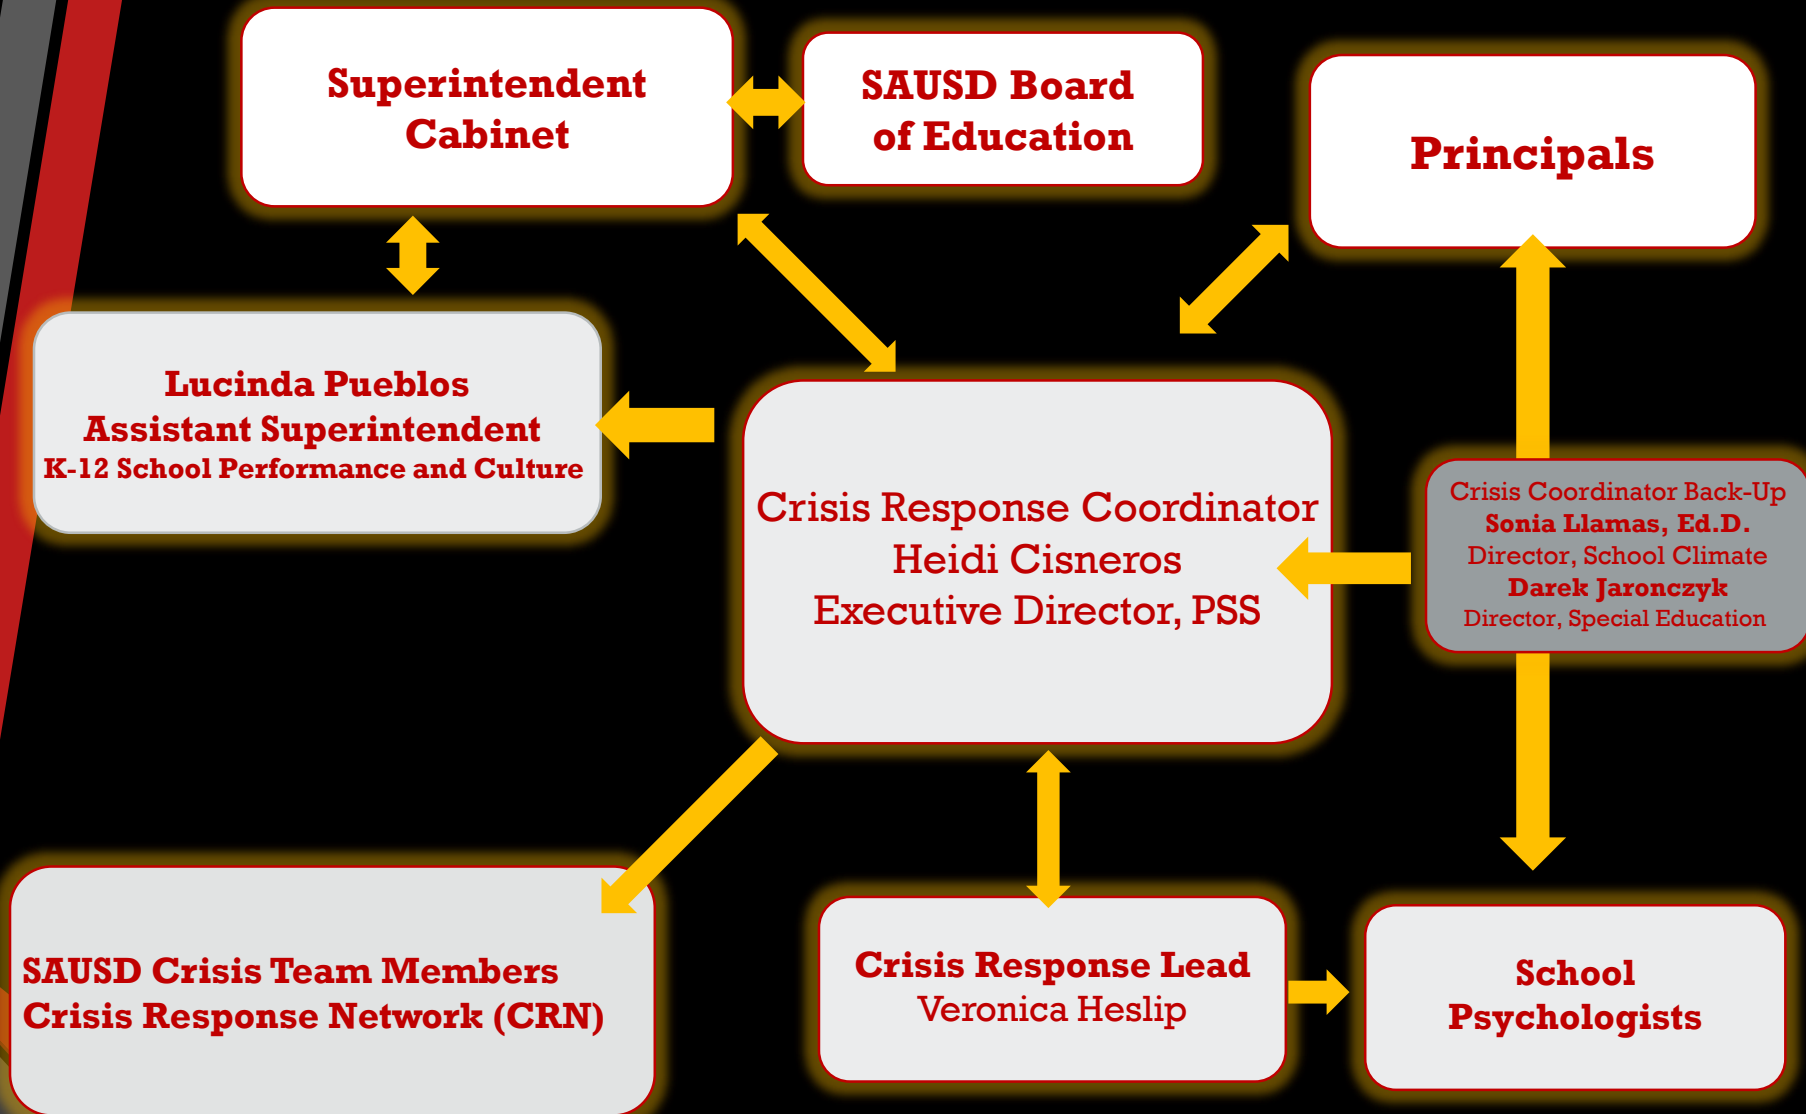 Superintendent
Cabinet
SAUSD Board
of Education
Principals
Lucinda Pueblos
Assistant Superintendent
K-12 School Performance and Culture
Crisis Response Coordinator
Heidi Cisneros
Executive Director, PSS
Crisis Coordinator Back-Up
Sonia Llamas, Ed.D.
Director, School Climate
Darek Jaronczyk
Director, Special Education
SAUSD Crisis Team Members
Crisis Response Network (CRN)
Crisis Response Lead
Veronica Heslip
School
Psychologists